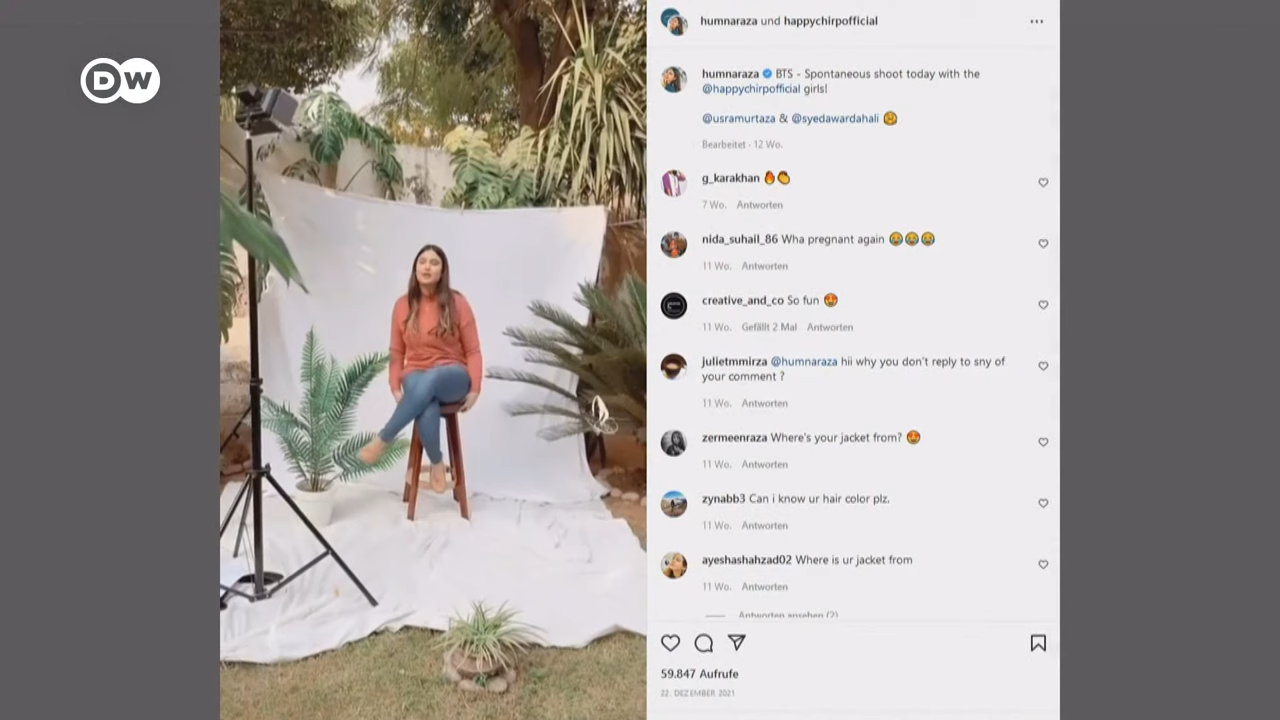 DW
humnaraza und happychirpofficial
humnaraza BTS - Spontaneous shoot today with the
@happychirpofficial girls!
@usramurtaza & @syedawardahali
Bearbeitet · 12 Wo.
g_karakhan 🔥👏
7 Wo. Antworten
nida_suhail_86 Wha pregnant again 😂😂😂
11 Wo. Antworten
creative_and_co So fun 😍
11 Wo. Gefällt 2 Mal Antworten
julietmmirza @humnaraza hii why you don't reply to sny of
your comment ?
11 Wo. Antworten
zermeenraza Where's your jacket from? 😍
11 Wo. Antworten
zynabb3 Can i know ur hair color plz.
11 Wo. Antworten
ayeshashahzad02 Where is ur jacket from
11 Wo. Antworten
Antworten ansehen (2)
59.847 Aufrufe
22. DEZEMBER 2021